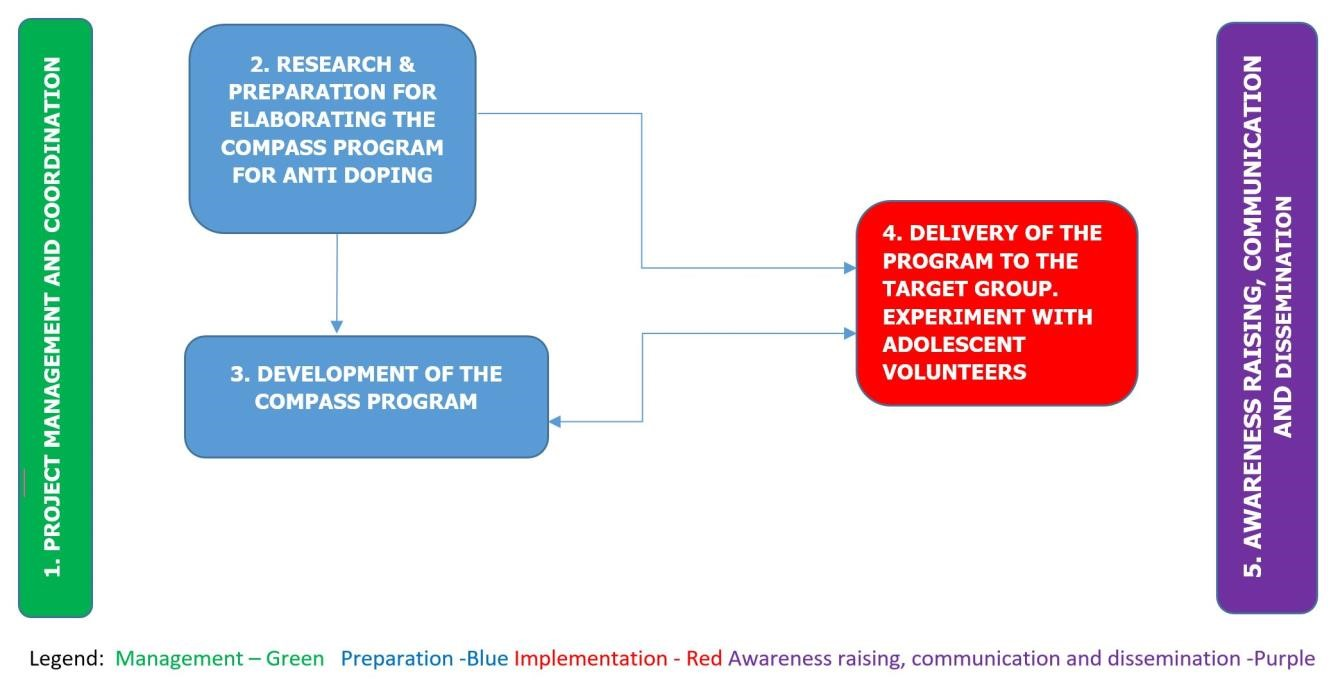 1. PROJECT MANAGEMENT AND COORDINATION
2. RESEARCH &
PREPARATION FOR
ELABORATING THE
COMPASS PROGRAM
FOR ANTI DOPING
3. DEVELOPMENT OF THE
COMPASS PROGRAM
4. DELIVERY OF THE
PROGRAM TO THE
TARGET GROUP.
EXPERIMENT WITH
ADOLESCENT
VOLUNTEERS
5. AWARENESS RAISING, COMMUNICATION
AND DISSEMINATION
Legend: Management – Green Preparation -Blue Implementation - Red Awareness raising, communication and dissemination -Purple